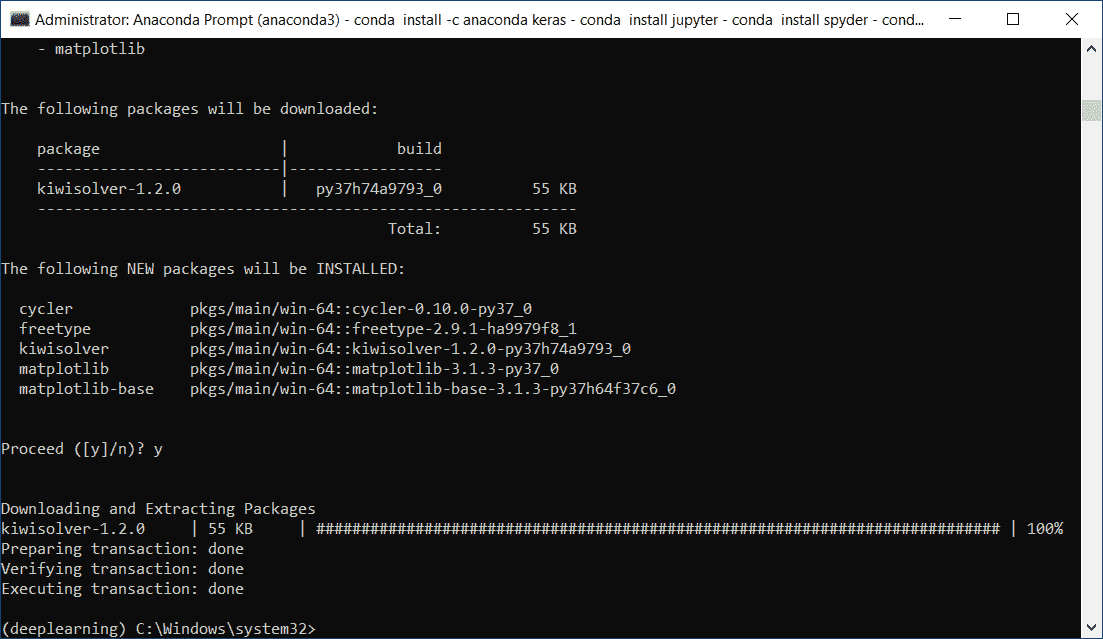 Administrator: Anaconda Prompt (anaconda3) - conda  install -c anaconda keras - conda  install jupyter - conda  install spyder - cond...
    - matplotlib
The following packages will be downloaded:
    package                    |            build
    ---------------------------|-----------------
    kiwisolver-1.2.0           |   py37h74a9793_0          55 KB
    ------------------------------------------------------------
                                           Total:          55 KB
The following NEW packages will be INSTALLED:
  cycler             pkgs/main/win-64::cycler-0.10.0-py37_0
  freetype           pkgs/main/win-64::freetype-2.9.1-ha9979f8_1
  kiwisolver         pkgs/main/win-64::kiwisolver-1.2.0-py37h74a9793_0
  matplotlib         pkgs/main/win-64::matplotlib-3.1.3-py37_0
  matplotlib-base    pkgs/main/win-64::matplotlib-base-3.1.3-py37h64f37c6_0
Proceed ([y]/n)? y
Downloading and Extracting Packages
kiwisolver-1.2.0     | 55 KB     | ############################################################################ | 100%
Preparing transaction: done
Verifying transaction: done
Executing transaction: done
(deeplearning) C:\Windows\system32>